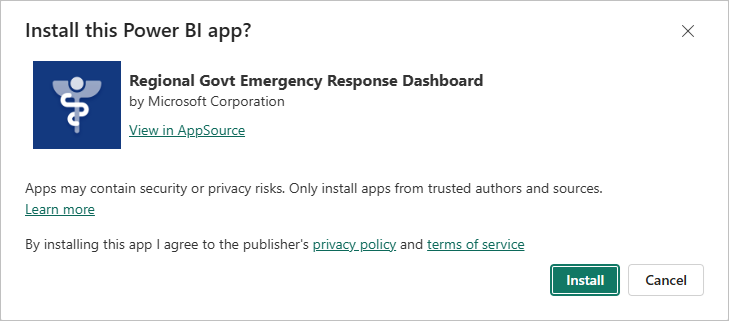 Install this Power BI app?
Regional Govt Emergency Response Dashboard
by Microsoft Corporation
View in AppSource
Apps may contain security or privacy risks. Only install apps from trusted authors and sources.
Learn more
By installing this app I agree to the publisher's privacy policy and terms of service
Install
Cancel